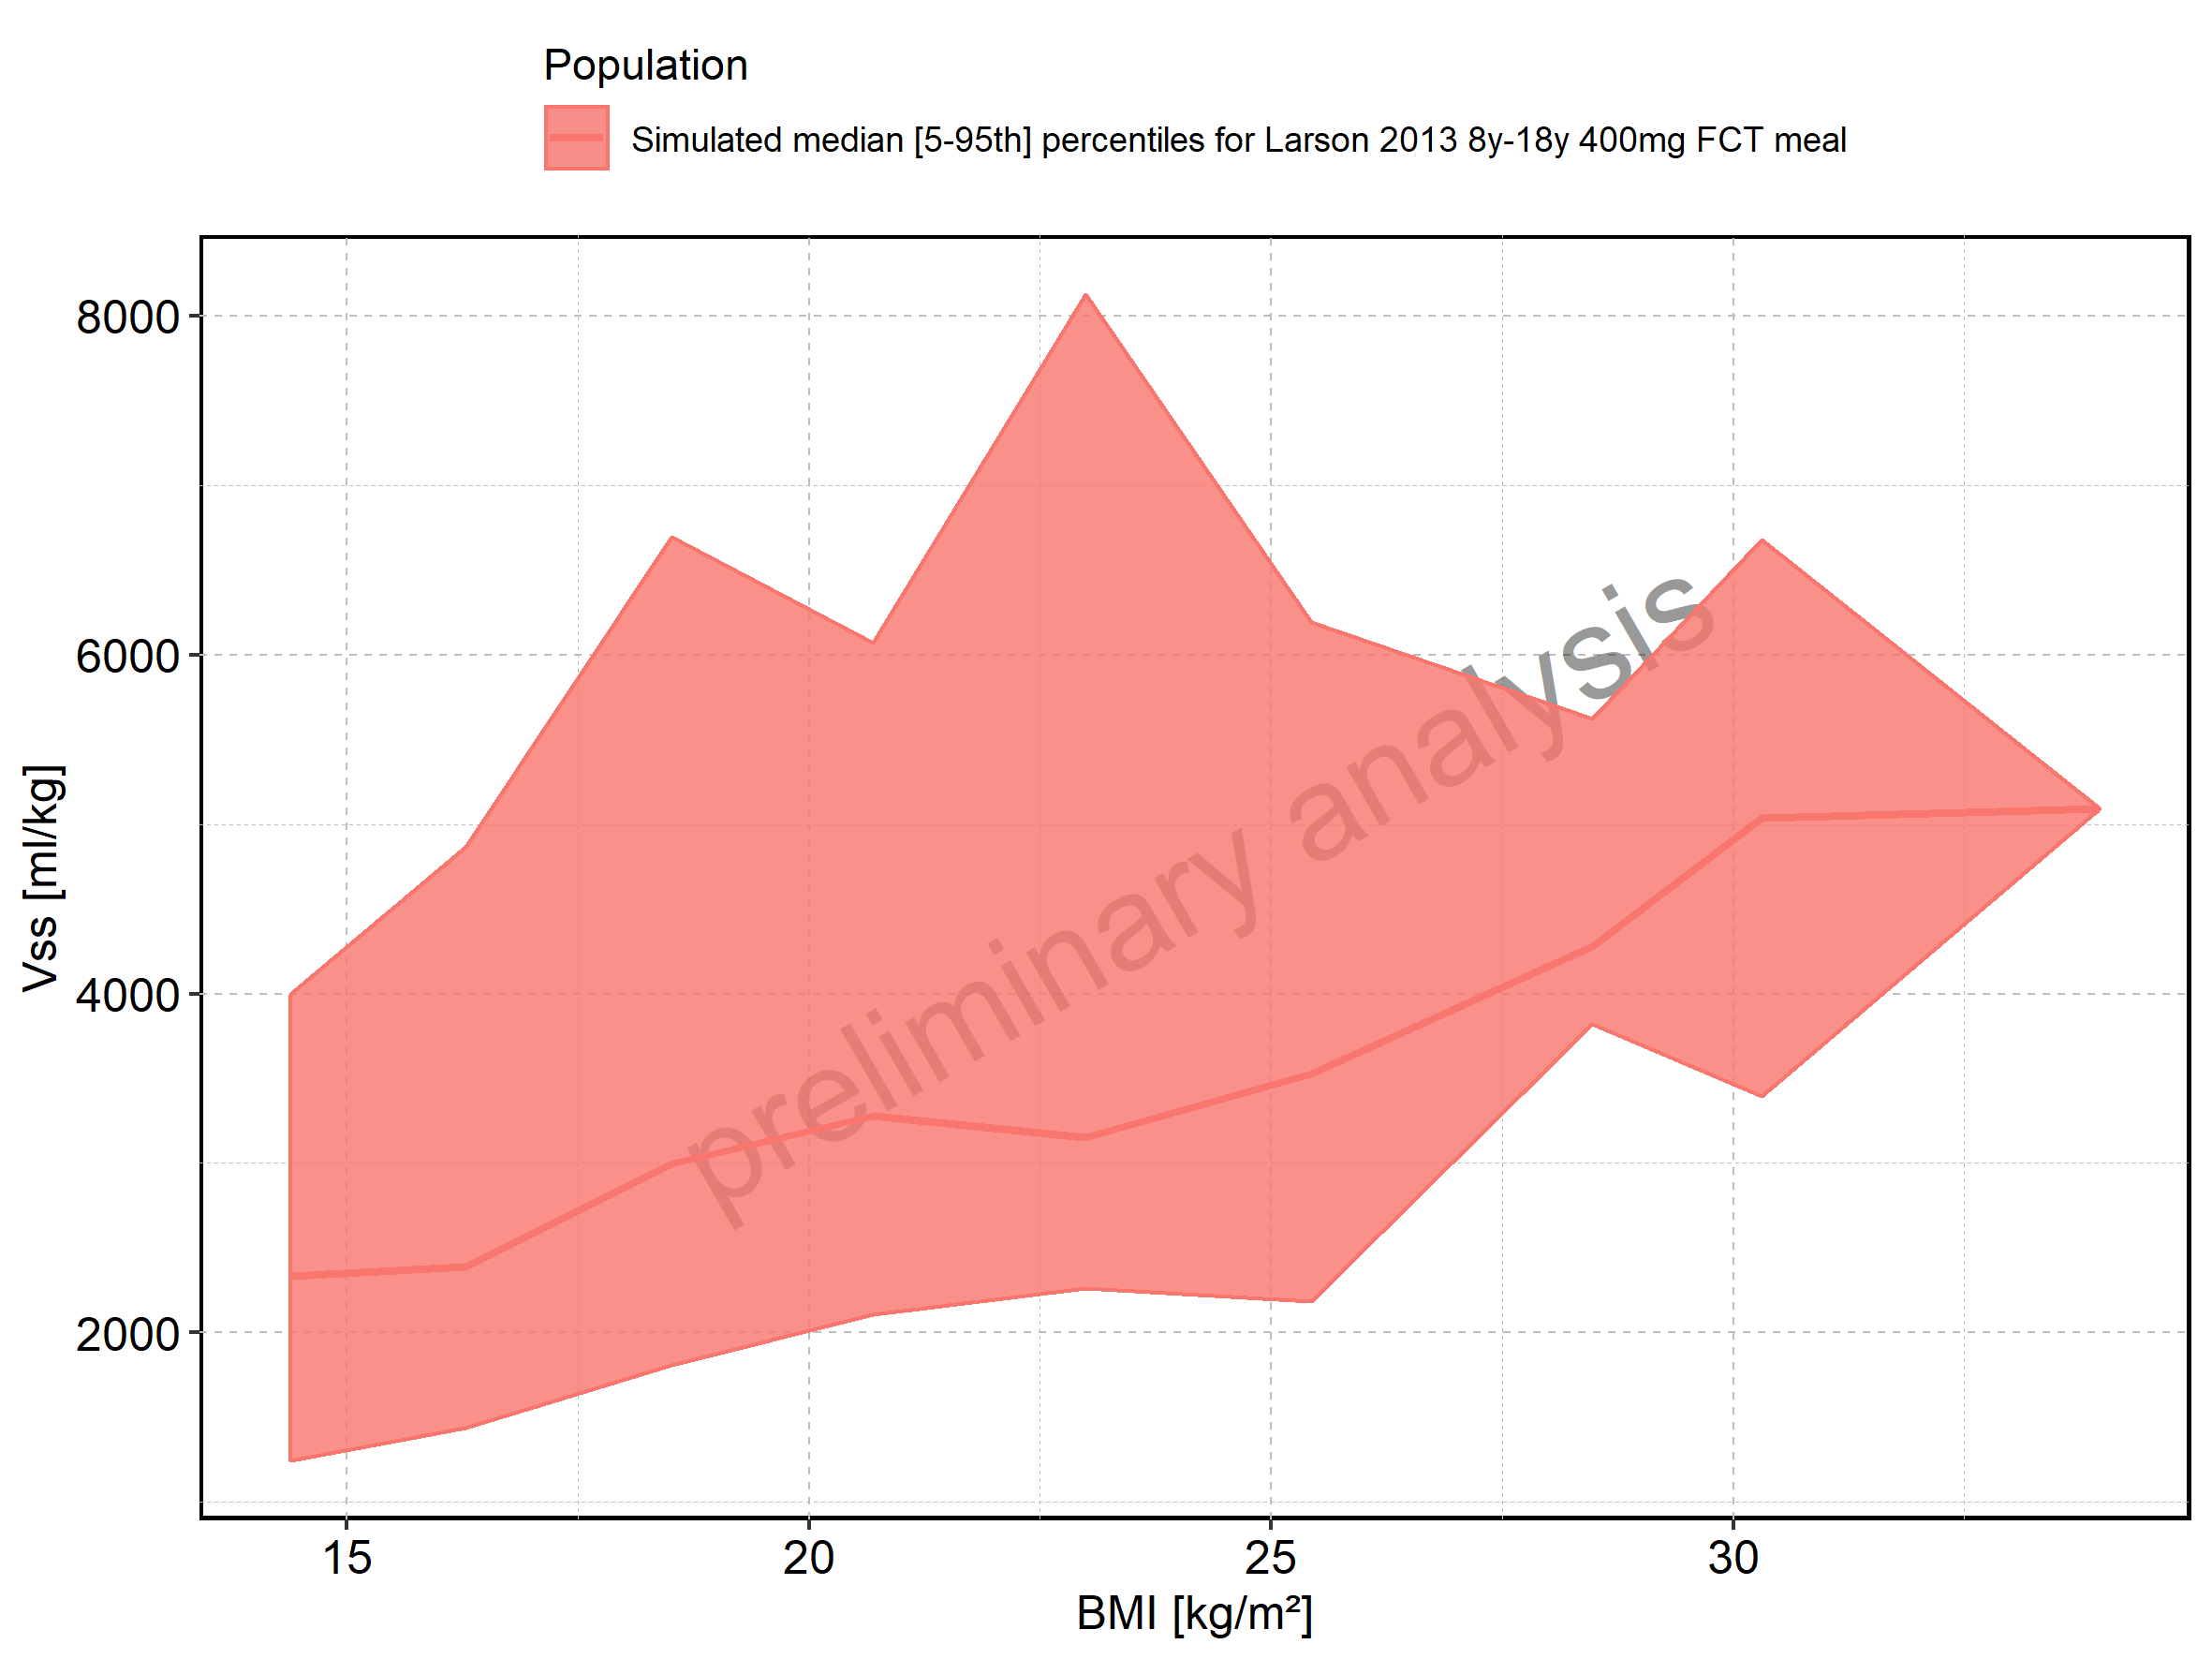 Population
Simulated median [5-95th] percentiles for Larson 2013 8y-18y 400mg FCT meal
8000
6000
4000
2000
Vss [ml/kg]
preliminary analysis
15 20 25 30
BMI [kg/m²]